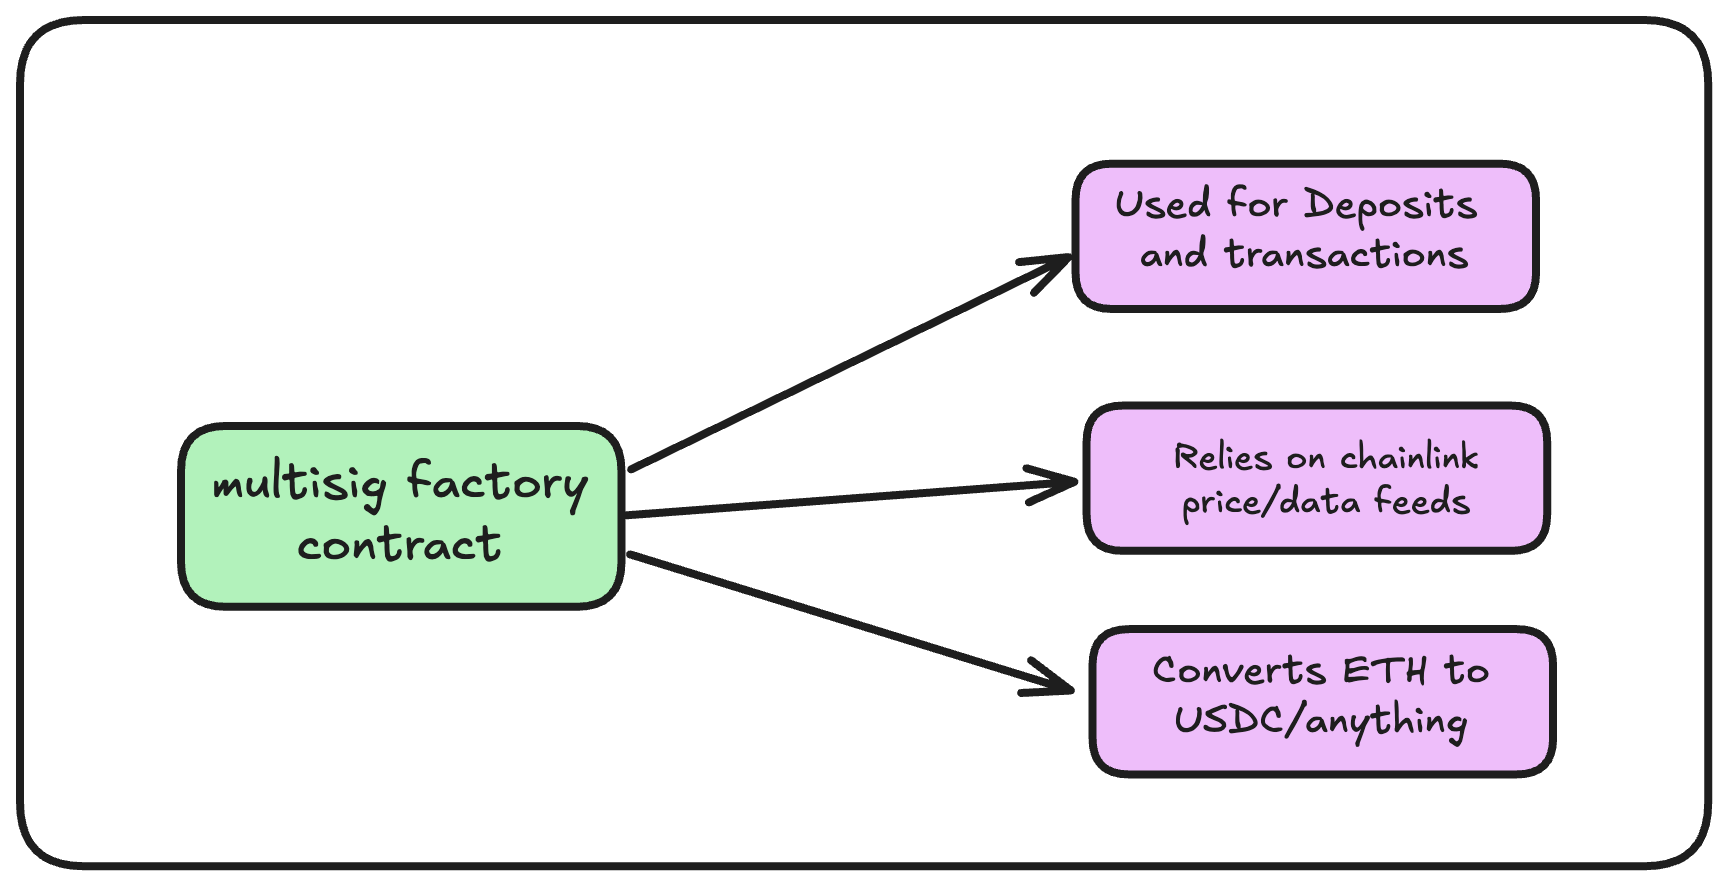 Used for Deposits
and transactions
multisig factory
contract
Relies on chainlink
price/data feeds
Converts ETH to
USDC/anything